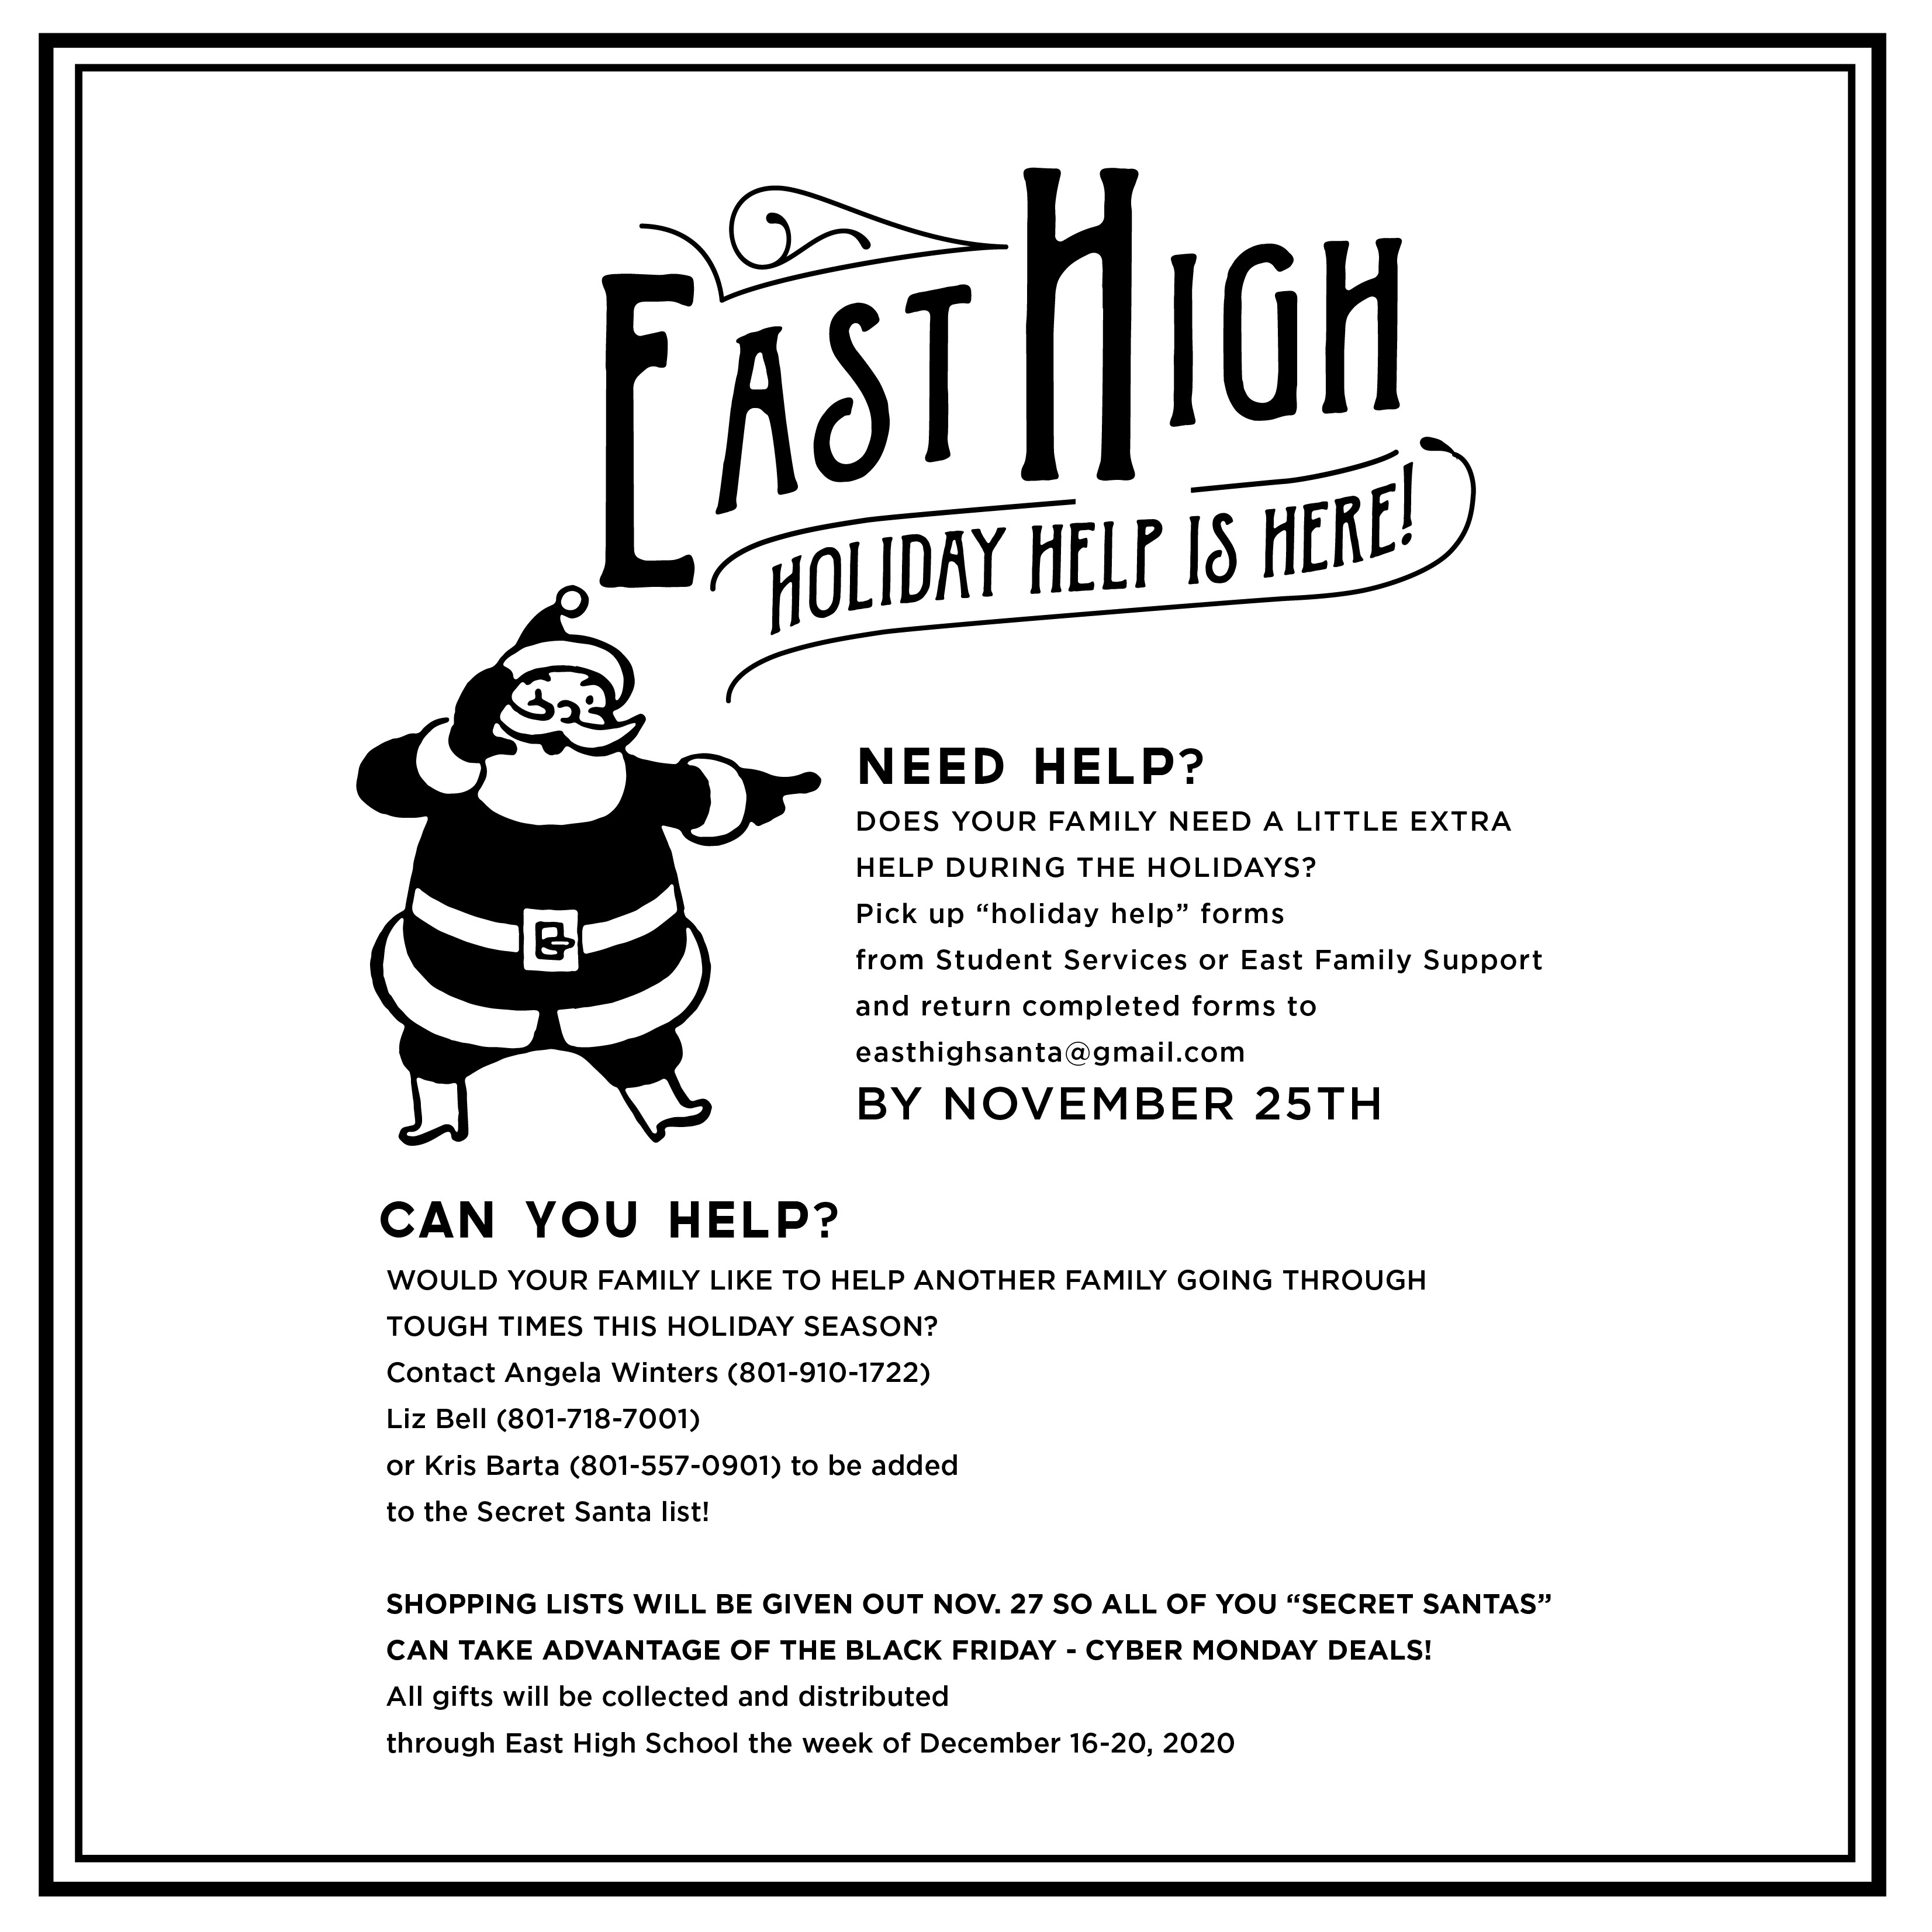 EAST HIGH
HOLIDAY HELP IS HERE!
NEED HELP?
DOES YOUR FAMILY NEED A LITTLE EXTRA
HELP DURING THE HOLIDAYS?
Pick up “holiday help” forms
from Student Services or East Family Support
and return completed forms to
easthighsanta@gmail.com
BY NOVEMBER 25TH
CAN YOU HELP?
WOULD YOUR FAMILY LIKE TO HELP ANOTHER FAMILY GOING THROUGH
TOUGH TIMES THIS HOLIDAY SEASON?
Contact Angela Winters (801-910-1722)
Liz Bell (801-718-7001)
or Kris Barta (801-557-0901) to be added
to the Secret Santa list!
SHOPPING LISTS WILL BE GIVEN OUT NOV. 27 SO ALL OF YOU “SECRET SANTAS”
CAN TAKE ADVANTAGE OF THE BLACK FRIDAY - CYBER MONDAY DEALS!
All gifts will be collected and distributed
through East High School the week of December 16-20, 2020